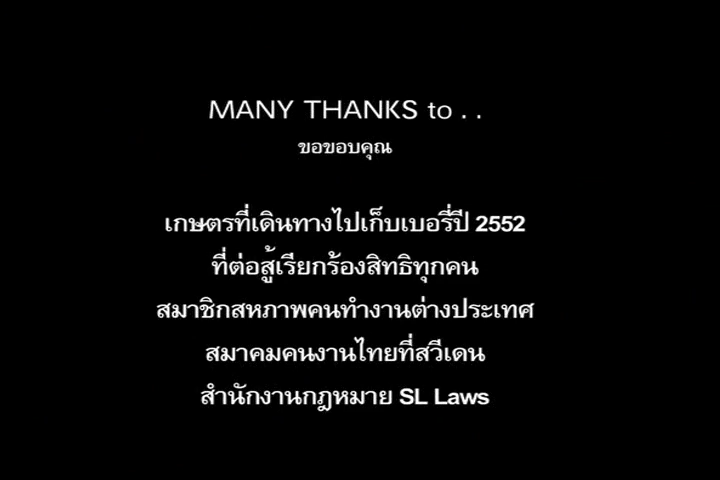 MANY THANKS to . .
ขอขอบคุณ
เกษตรที่เดินทางไปเก็บเบอรี่ปี 2552
ที่ต่อสู้เรียกร้องสิทธิทุกคน
สมาชิกสหภาพคนทำงานต่างประเทศ
สมาคมคนงานไทยที่สวีเดน
สำนักงานกฎหมาย SL Laws